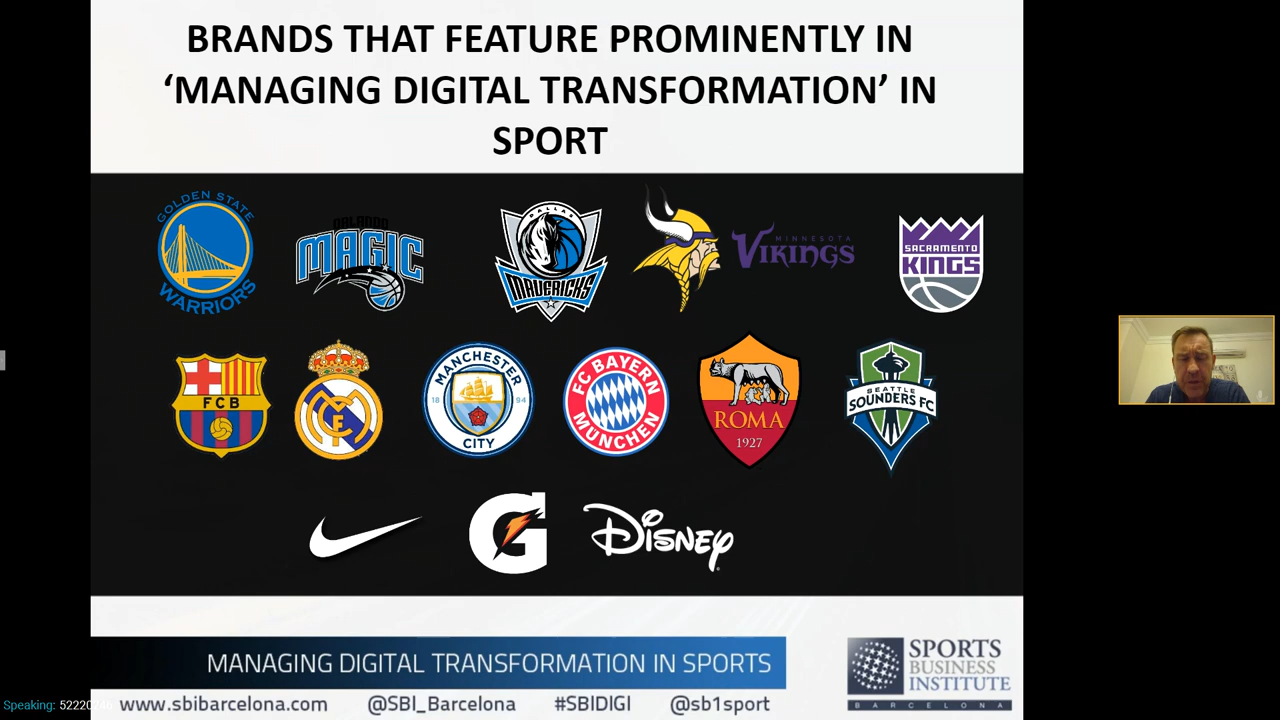 BRANDS THAT FEATURE PROMINENTLY IN
‘MANAGING DIGITAL TRANSFORMATION’ IN
SPORT
GOLDEN STATE
WARRIORS
ORLANDO
MAGIC
DALLAS
MAVERICKS
MINNESOTA
VIKINGS
SACRAMENTO
KINGS
FCB
MANCHESTER
18 94
CITY
FC BAYERN
MÜNCHEN
ROMA
1927
SEATTLE
SOUNDERS FC
G
Disney
MANAGING DIGITAL TRANSFORMATION IN SPORTS
SPORTS
BUSINESS
INSTITUTE
BARCELONA
www.sbibarcelona.com @SBI_Barcelona #SBIDIGI @sb1sport
Speaking: